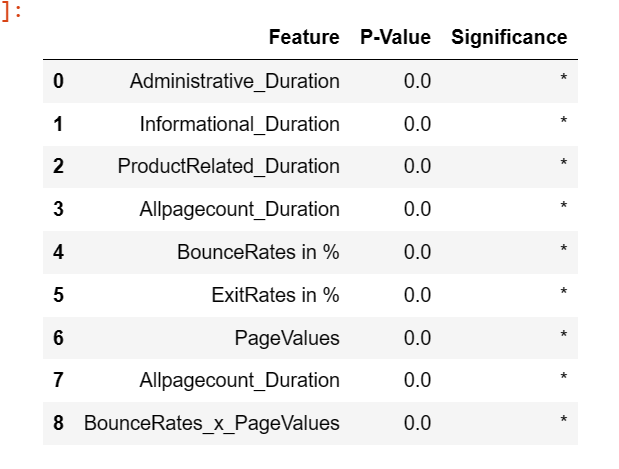 ]:
Feature P-Value Significance
0 Administrative_Duration 0.0 *
1 Informational_Duration 0.0 *
2 ProductRelated_Duration 0.0 *
3 Allpagecount_Duration 0.0 *
4 BounceRates in % 0.0 *
5 ExitRates in % 0.0 *
6 PageValues 0.0 *
7 Allpagecount_Duration 0.0 *
8 BounceRates_x_PageValues 0.0 *